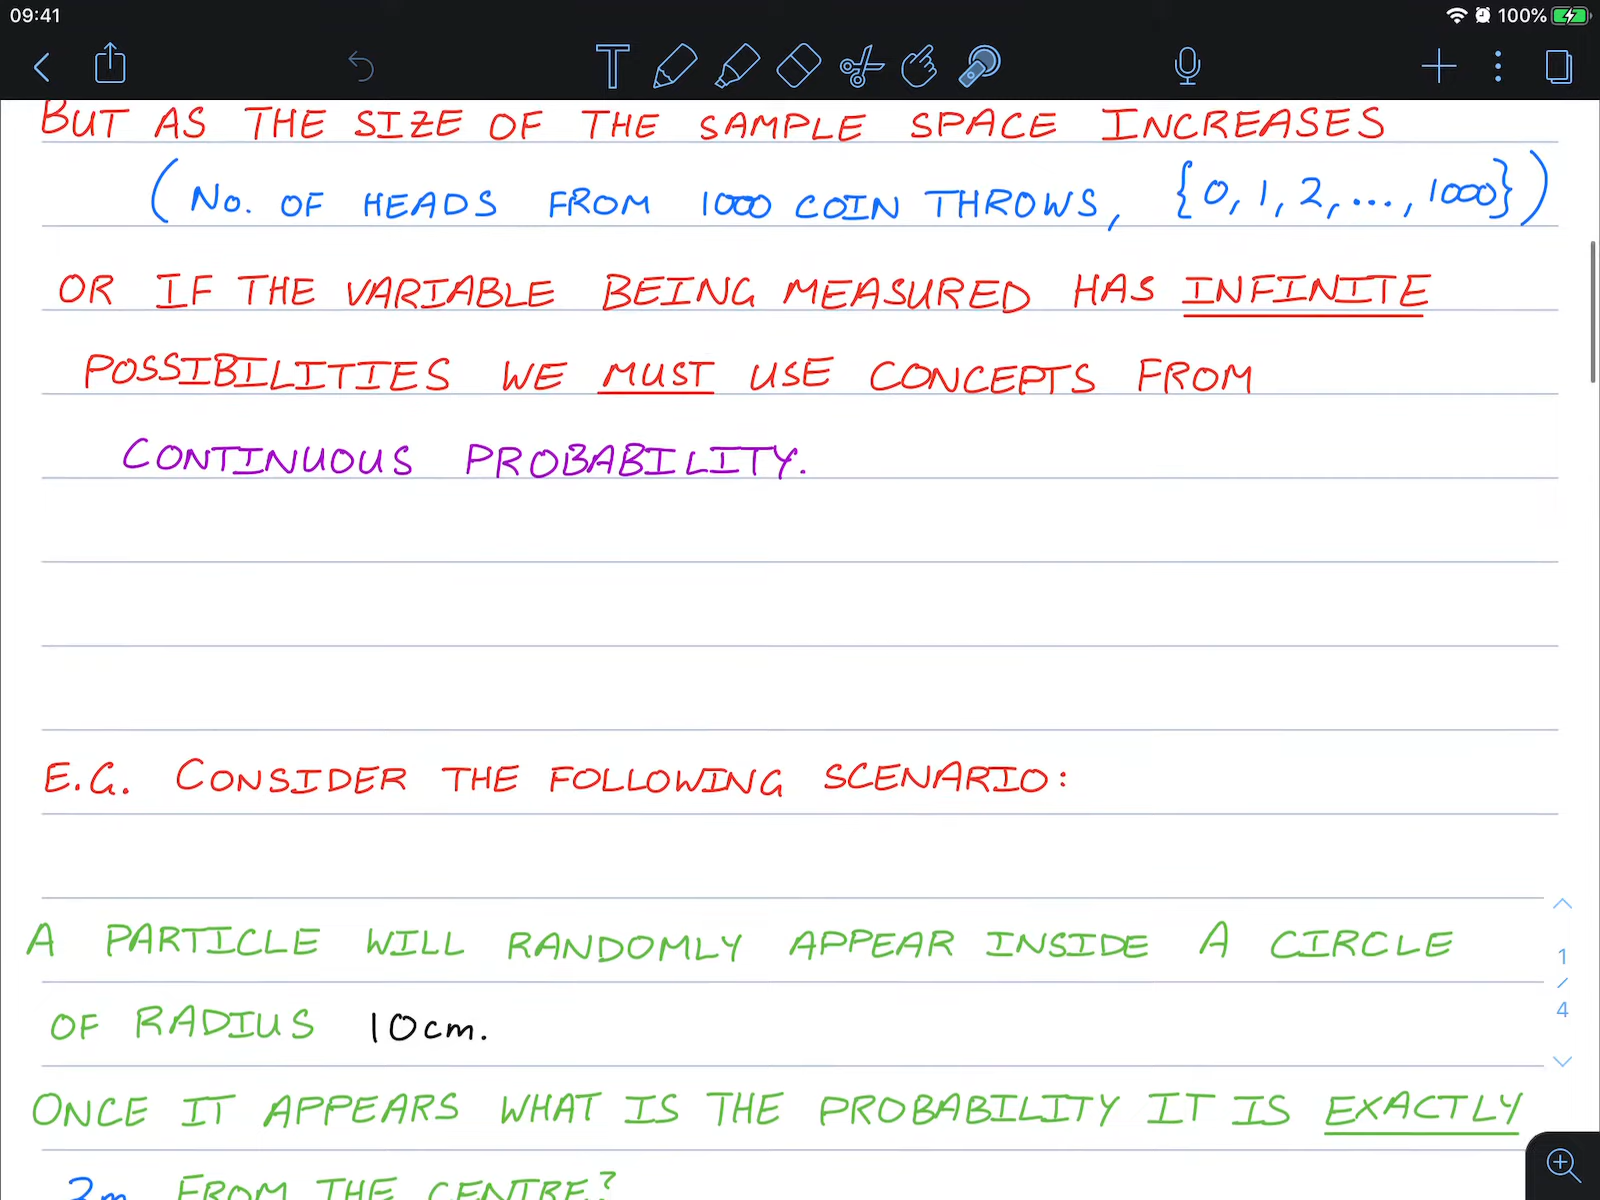 09:41
100%
T
BUT AS THE SIZE OF THE SAMPLE SPACE INCREASES
(NO. OF HEADS FROM 1000 COIN THROWS, {0, 1, 2, ..., 1000})
OR IF THE VARIABLE BEING MEASURED HAS INFINITE
POSSIBILITIES WE MUST USE CONCEPTS FROM
CONTINUOUS PROBABILITY.
E.G. CONSIDER THE FOLLOWING SCENARIO:
A PARTICLE WILL RANDOMLY APPEAR INSIDE A CIRCLE
OF RADIUS 10cm.
ONCE IT APPEARS WHAT IS THE PROBABILITY IT IS EXACTLY
FROM THE CENTRE?
1
/
4